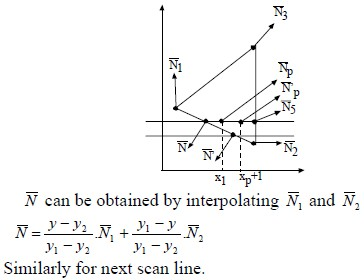 N̅₃
N̅₁
N̅p
N̅'p
N̅₅
N̅
N̅'
N̅₂
x₁
xp+1
N̅ can be obtained by interpolating N̅₁ and N̅₂
N̅ = (y − y₂)/(y₁ − y₂) . N̅₁ + (y₁ − y)/(y₁ − y₂) . N̅₂
Similarly for next scan line.